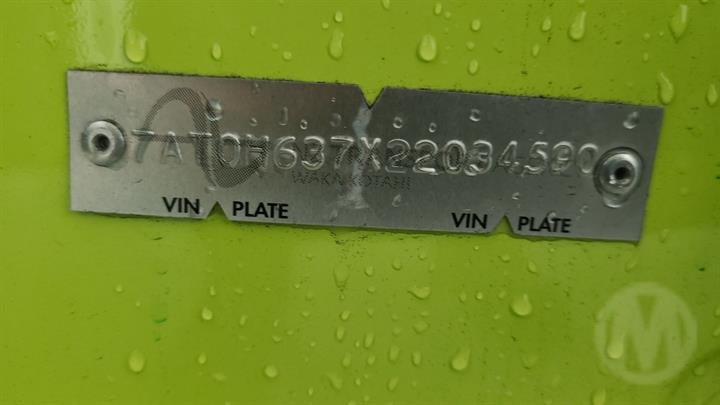 7AT0H637X22034590
WAKA KOTAHI
VIN PLATE VIN PLATE
M